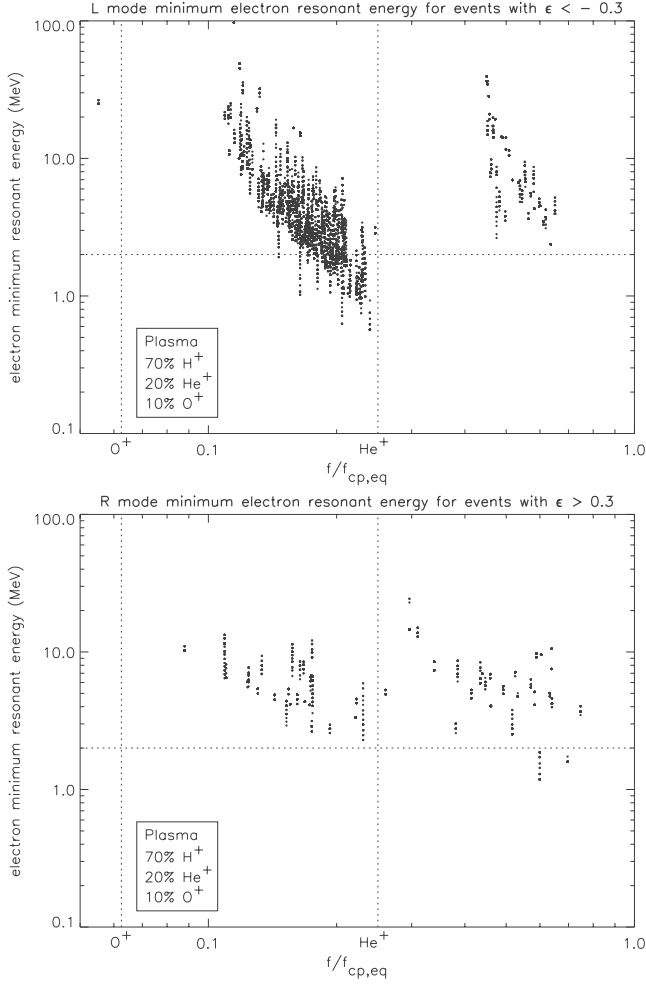 L mode minimum electron resonant energy for events with ϵ < − 0.3
100.0
10.0
1.0
0.1
electron minimum resonant energy (MeV)
Plasma
70% H+
20% He+
10% O+
O+ 0.1 He+ 1.0
f/fcp,eq
R mode minimum electron resonant energy for events with ϵ > 0.3
100.0
10.0
1.0
0.1
electron minimum resonant energy (MeV)
Plasma
70% H+
20% He+
10% O+
O+ 0.1 He+ 1.0
f/fcp,eq